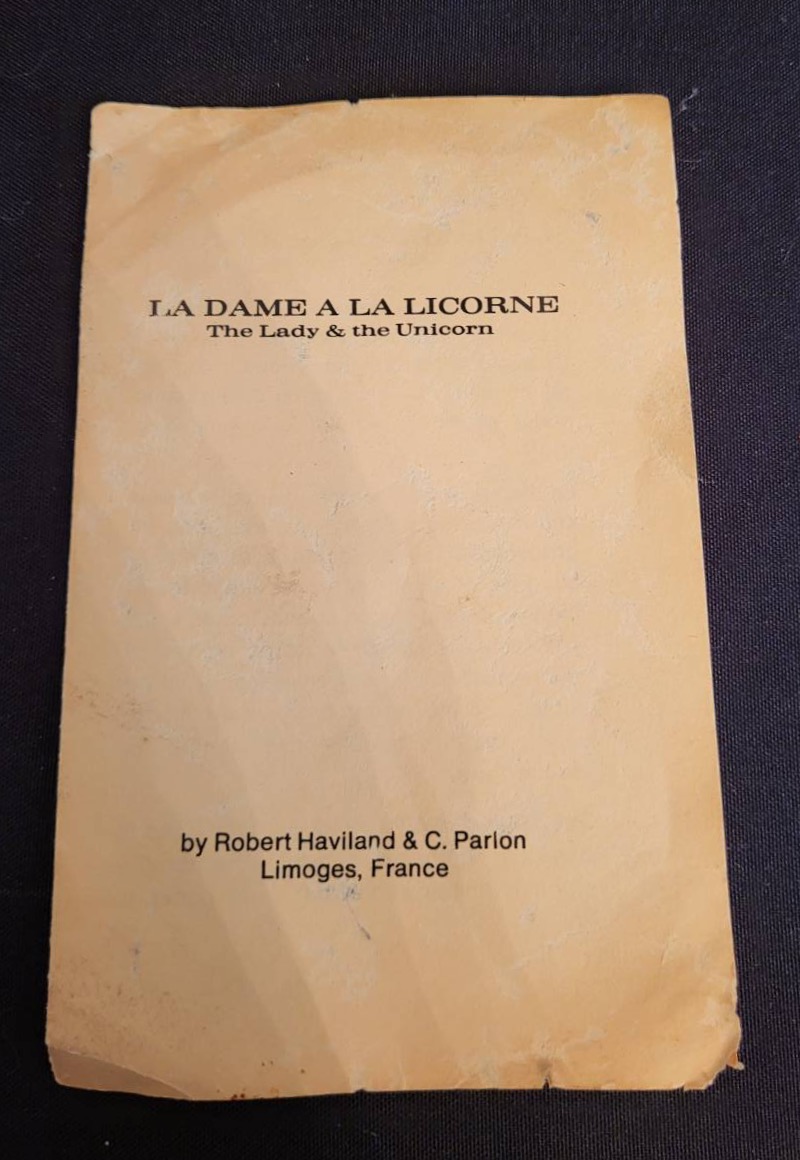 LA DAME A LA LICORNE
The Lady & the Unicorn
by Robert Haviland & C. Parlon
Limoges, France